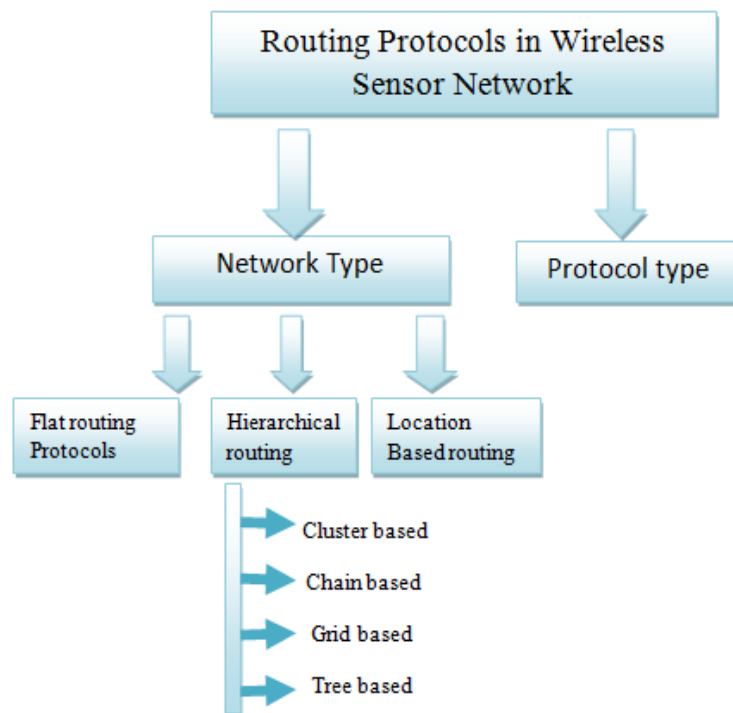 Routing Protocols in Wireless
Sensor Network
Network Type
Protocol type
Flat routing
Protocols
Hierarchical
routing
Location
Based routing
Cluster based
Chain based
Grid based
Tree based